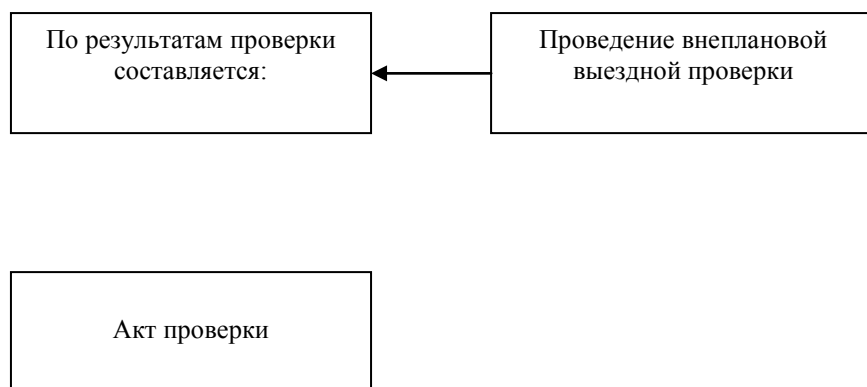 По результатам проверки
составляется:
Проведение внеплановой
выездной проверки
Акт проверки